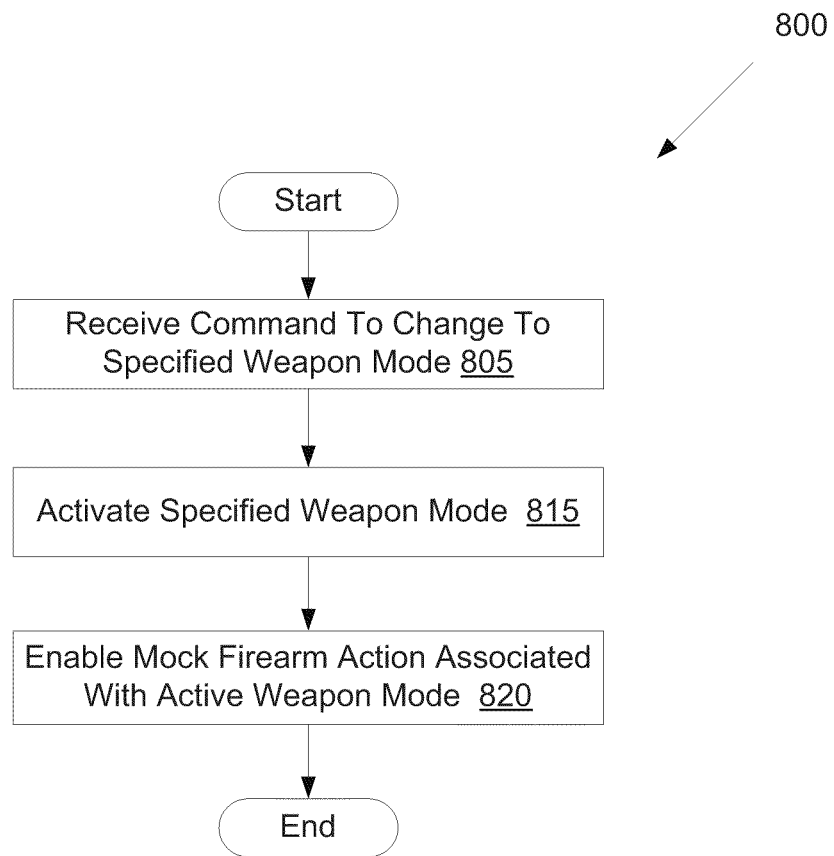 800
Start
Receive Command To Change To
Specified Weapon Mode 805
Activate Specified Weapon Mode 815
Enable Mock Firearm Action Associated
With Active Weapon Mode 820
End